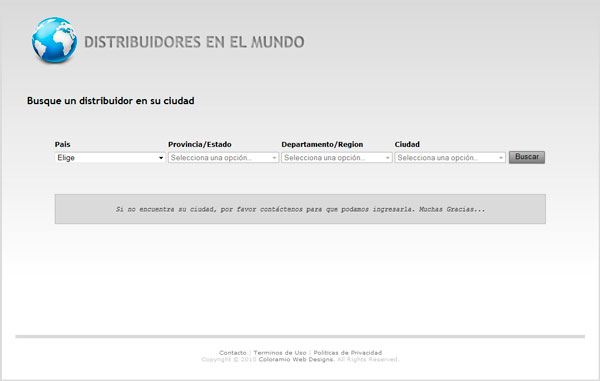 DISTRIBUIDORES EN EL MUNDO
Busque un distribuidor en su ciudad
Pais Provincia/Estado Departamento/Region Ciudad
Elige Selecciona una opción... Selecciona una opción... Selecciona una opción... Buscar
Si no encuentra su ciudad, por favor contáctenos para que podamos ingresarla. Muchas Gracias...
Contacto | Terminos de Uso | Politicas de Privacidad
Copyright © 2010 Coloramio Web Designs. All Rights Reserved.